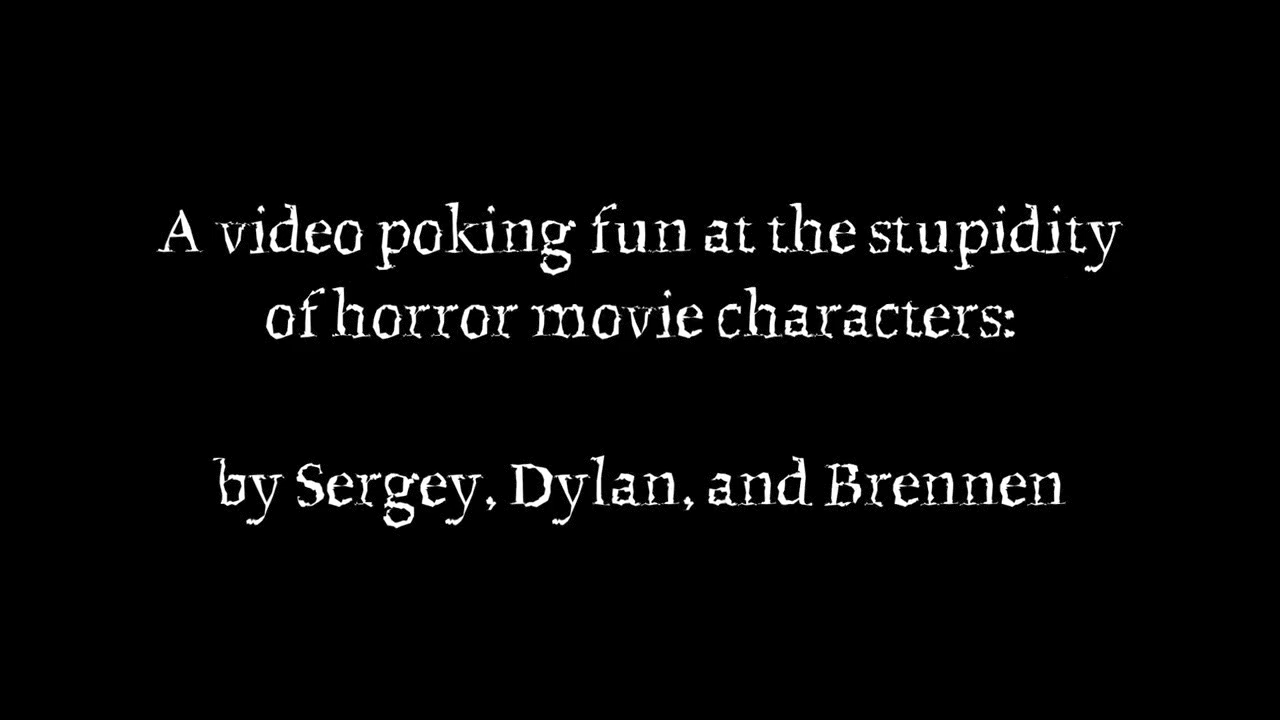 A video poking fun at the stupidity
of horror movie characters:
by Sergey, Dylan, and Brennen